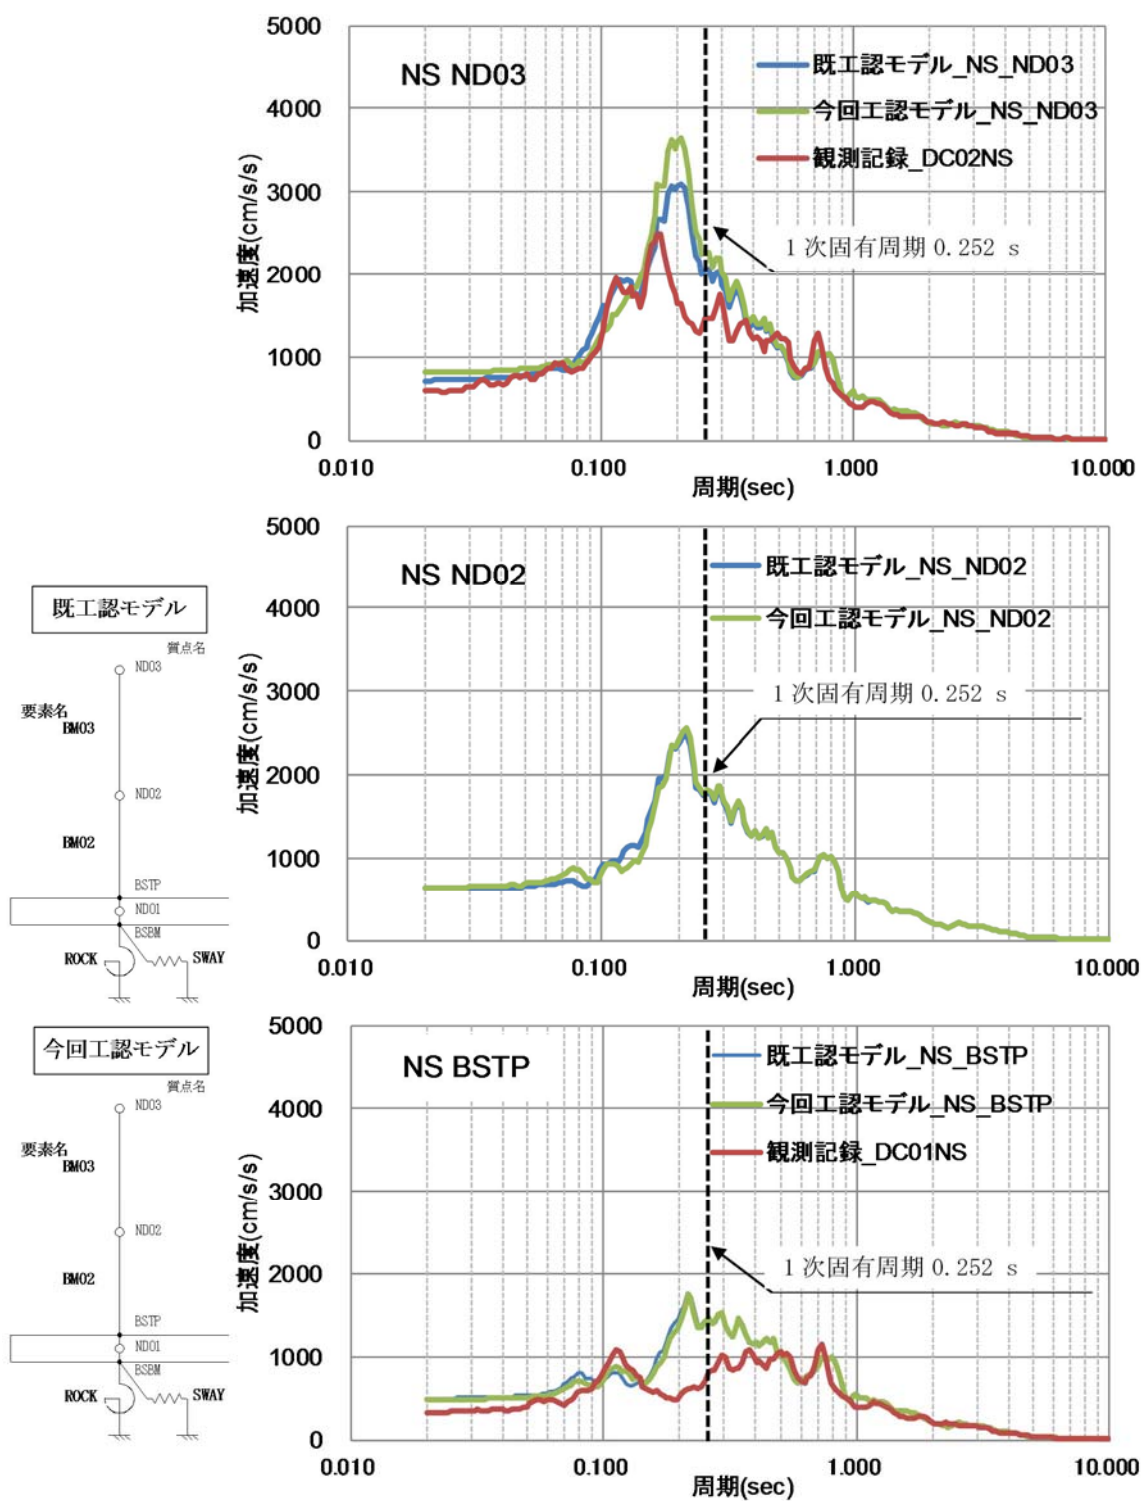 5000
4000
3000
2000
1000
0
NS ND03
既工認モデル_NS_ND03
今回工認モデル_NS_ND03
観測記録_DC02NS
1次固有周期 0.252 s
加速度(cm/s/s)
0.010
0.100
1.000
10.000
周期(sec)
5000
4000
3000
2000
1000
0
NS ND02
既工認モデル_NS_ND02
今回工認モデル_NS_ND02
1次固有周期 0.252 s
加速度(cm/s/s)
0.010
0.100
1.000
10.000
周期(sec)
既工認モデル
質点名
ND03
要素名
BM03
ND02
BM02
BSTP
ND01
BSBM
ROCK
SWAY
5000
4000
3000
2000
1000
0
NS BSTP
既工認モデル_NS_BSTP
今回工認モデル_NS_BSTP
観測記録_DC01NS
1次固有周期 0.252 s
加速度(cm/s/s)
0.010
0.100
1.000
10.000
周期(sec)
今回工認モデル
質点名
ND03
要素名
BM03
ND02
BM02
BSTP
ND01
BSBM
ROCK
SWAY